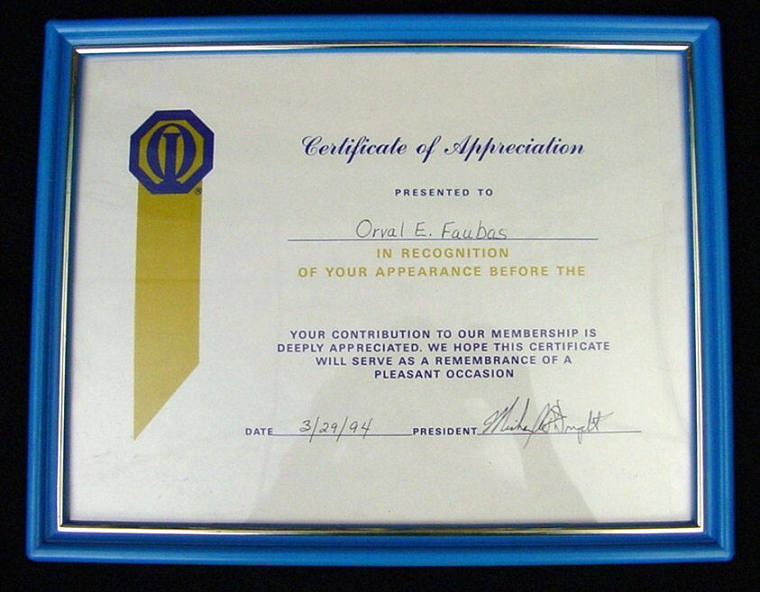 Certificate of Appreciation
PRESENTED TO
Orval E. Faubas
IN RECOGNITION
OF YOUR APPEARANCE BEFORE THE
YOUR CONTRIBUTION TO OUR MEMBERSHIP IS
DEEPLY APPRECIATED. WE HOPE THIS CERTIFICATE
WILL SERVE AS A REMEMBRANCE OF A
PLEASANT OCCASION
DATE 3/29/94 PRESIDENT